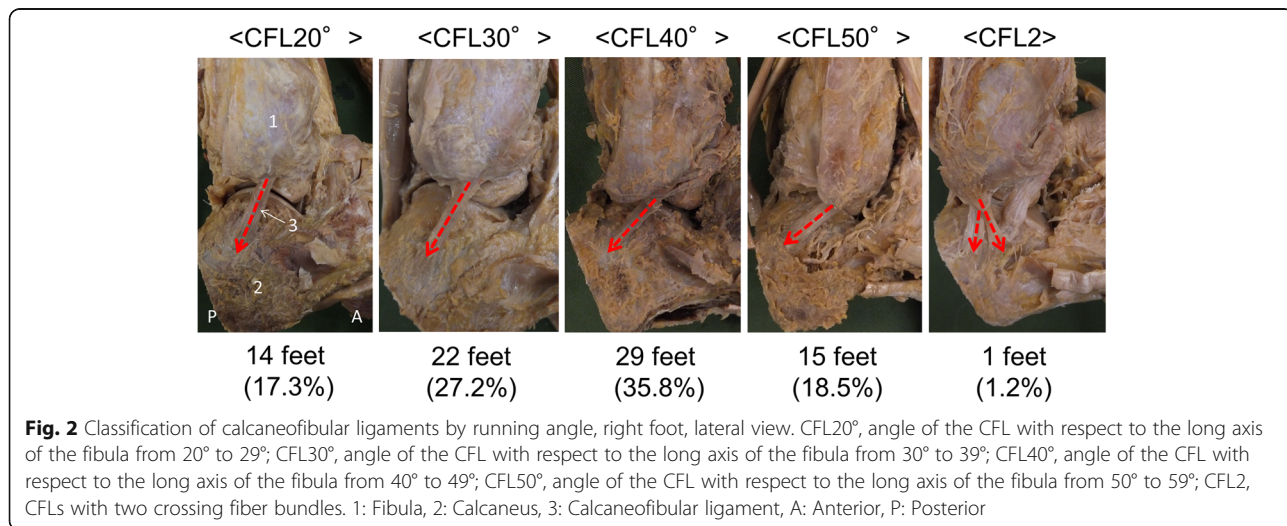 <CFL20° > <CFL30° > <CFL40° > <CFL50° > <CFL2>
1
3
2
P A
14 feet 22 feet 29 feet 15 feet 1 feet
(17.3%) (27.2%) (35.8%) (18.5%) (1.2%)
Fig. 2 Classification of calcaneofibular ligaments by running angle, right foot, lateral view. CFL20°, angle of the CFL with respect to the long axis
of the fibula from 20° to 29°; CFL30°, angle of the CFL with respect to the long axis of the fibula from 30° to 39°; CFL40°, angle of the CFL with
respect to the long axis of the fibula from 40° to 49°; CFL50°, angle of the CFL with respect to the long axis of the fibula from 50° to 59°; CFL2,
CFLs with two crossing fiber bundles. 1: Fibula, 2: Calcaneus, 3: Calcaneofibular ligament, A: Anterior, P: Posterior